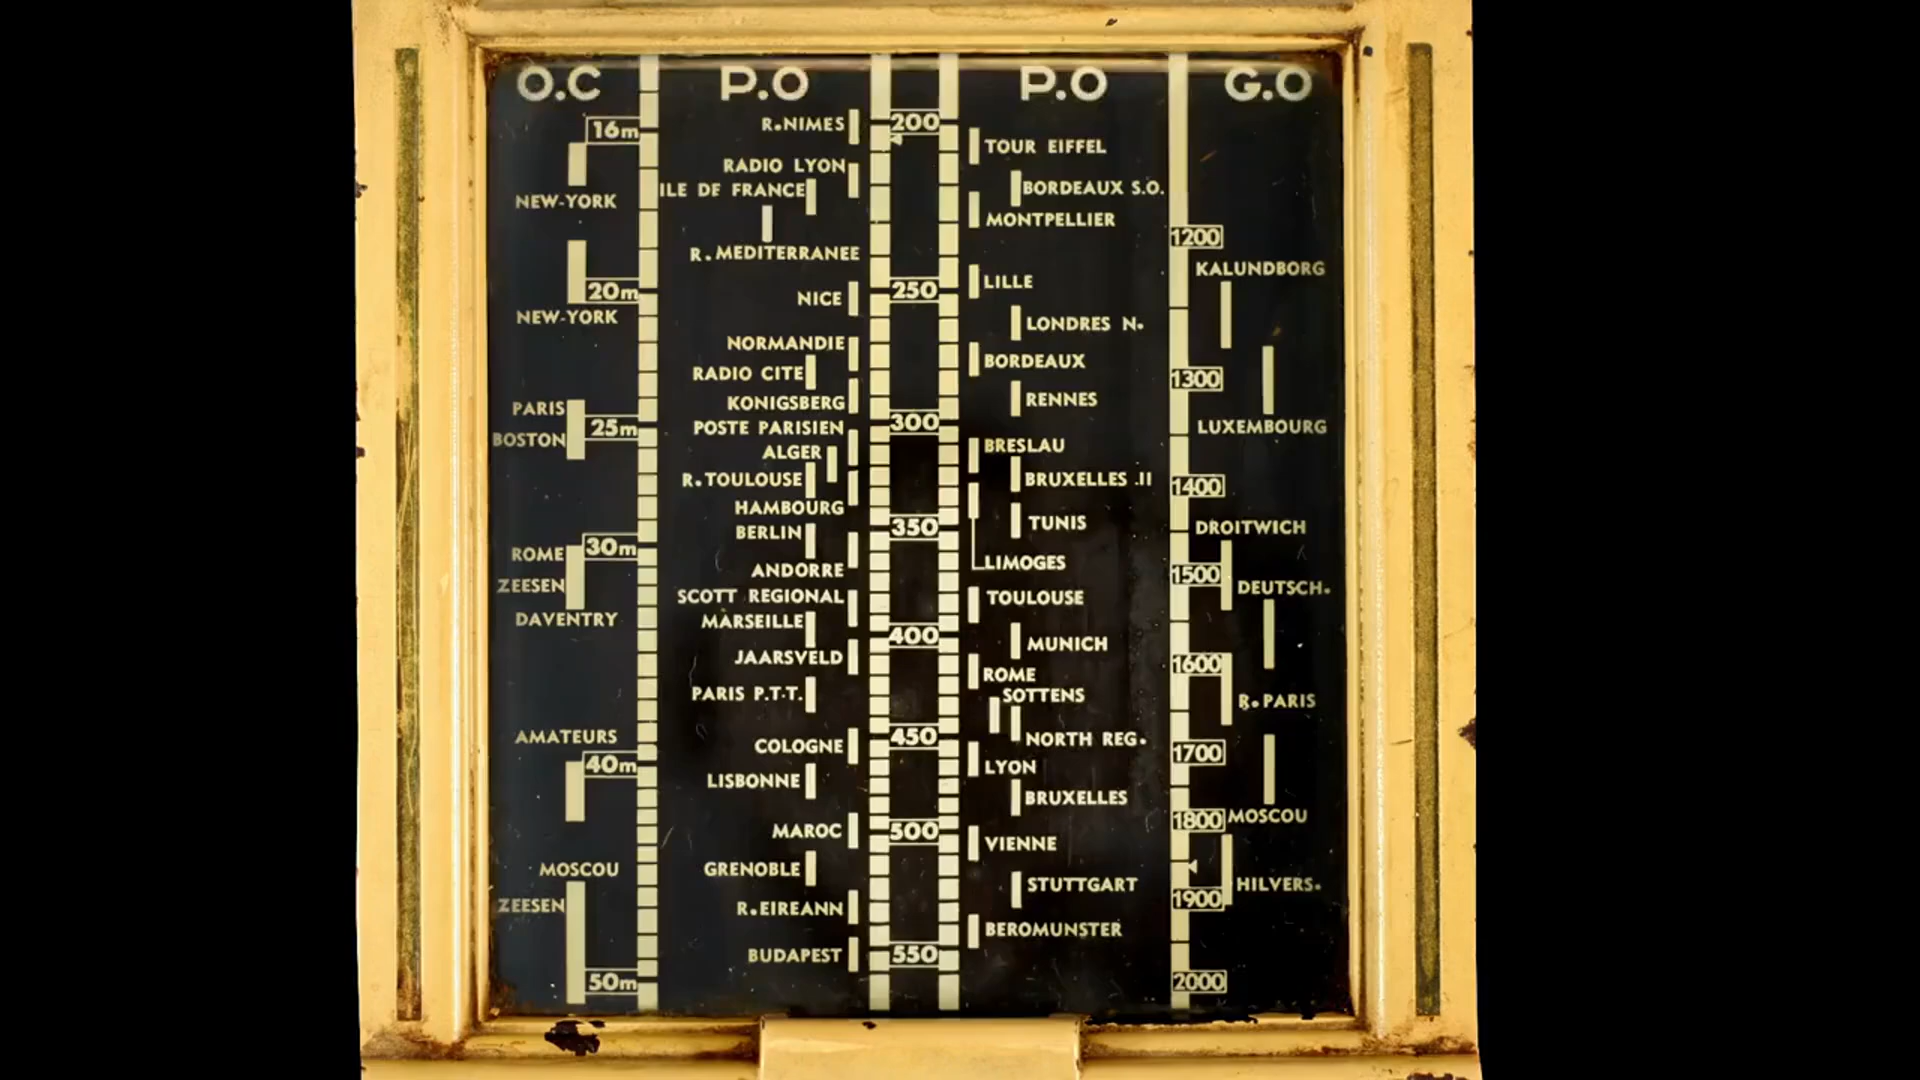 O.C
16m
NEW-YORK
20m
NEW-YORK
PARIS
25m
BOSTON
30m
ROME
ZEESEN
DAVENTRY
AMATEURS
40m
MOSCOU
ZEESEN
50m
P.O
R.NIMES
RADIO LYON
ILE DE FRANCE
R.MEDITERRANEE
NICE
NORMANDIE
RADIO CITE
KONIGSBERG
POSTE PARISIEN
ALGER
R.TOULOUSE
HAMBOURG
BERLIN
ANDORRE
SCOTT REGIONAL
MARSEILLE
JAARSVELD
PARIS P.T.T.
COLOGNE
LISBONNE
MAROC
GRENOBLE
R.EIREANN
BUDAPEST
200
250
300
350
400
450
500
550
P.O
TOUR EIFFEL
BORDEAUX S.O.
MONTPELLIER
LILLE
LONDRES N.
BORDEAUX
RENNES
BRESLAU
BRUXELLES .II
TUNIS
LIMOGES
TOULOUSE
MUNICH
ROME
SOTTENS
NORTH REG.
LYON
BRUXELLES
VIENNE
STUTTGART
BEROMUNSTER
G.O
1200
KALUNDBORG
1300
LUXEMBOURG
1400
DROITWICH
1500
DEUTSCH.
1600
R.PARIS
1700
1800 MOSCOU
HILVERS.
1900
2000